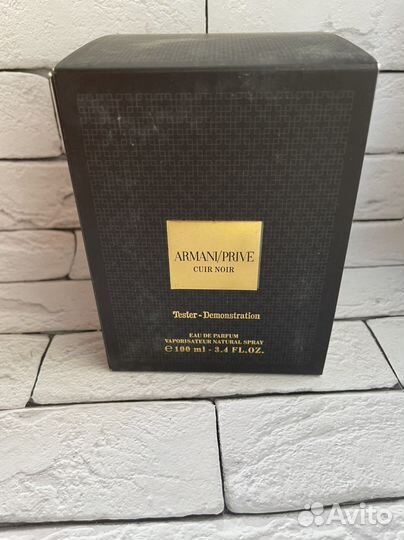 ARMANI/PRIVE
CUIR NOIR
Tester - Demonstration
EAU DE PARFUM
VAPORISATEUR NATURAL SPRAY
℮ 100 ml - 3.4 FL.OZ.
Avito